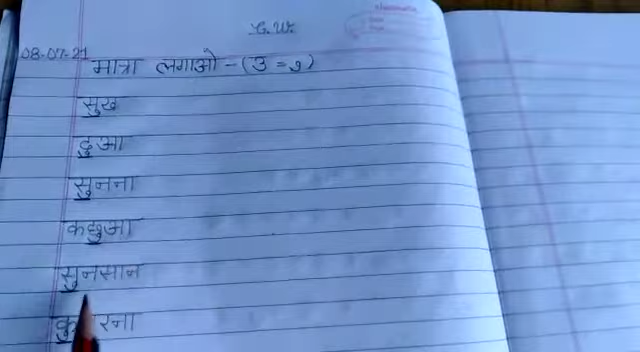 C.W.
08-07-21
मात्रा लगाओ - (उ = ु)
सुख
दुआ
सुनना
कछुआ
सुनसान